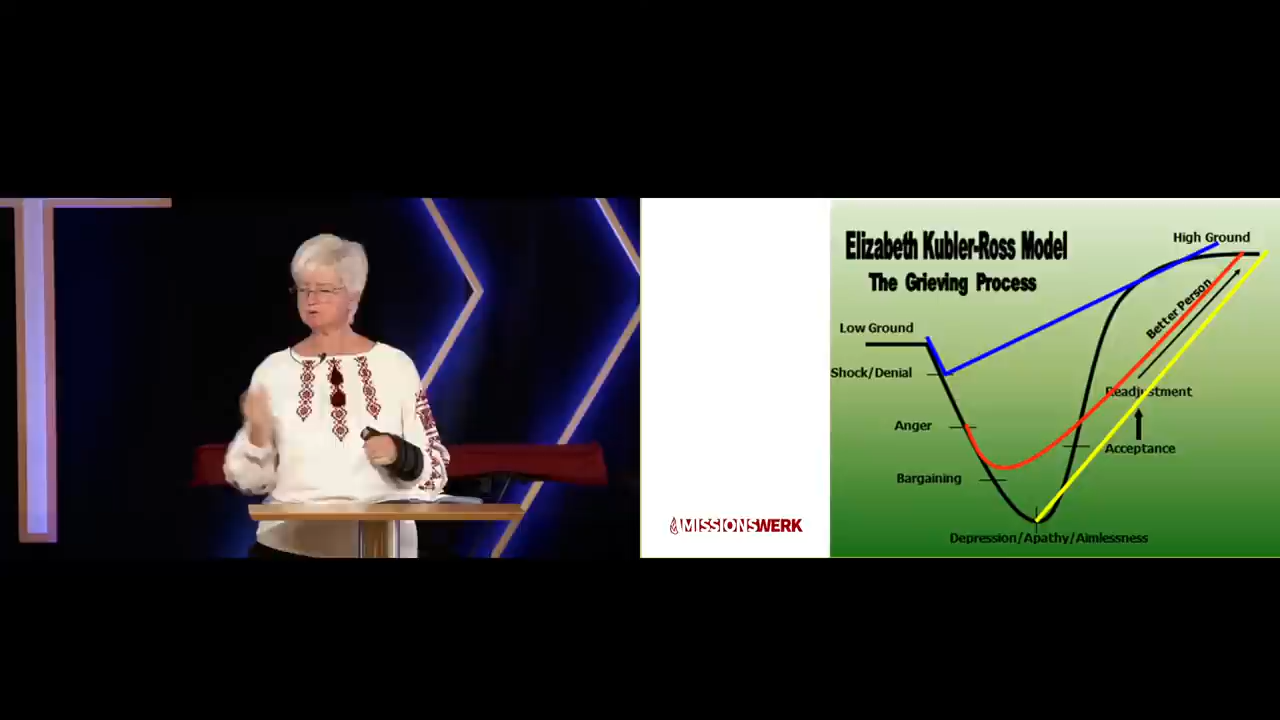 Elizabeth Kubler-Ross Model
The Grieving Process
High Ground
Low Ground
Better Person
Shock/Denial
Readjustment
Anger
Acceptance
Bargaining
MISSIONSWERK
Depression/Apathy/Aimlessness